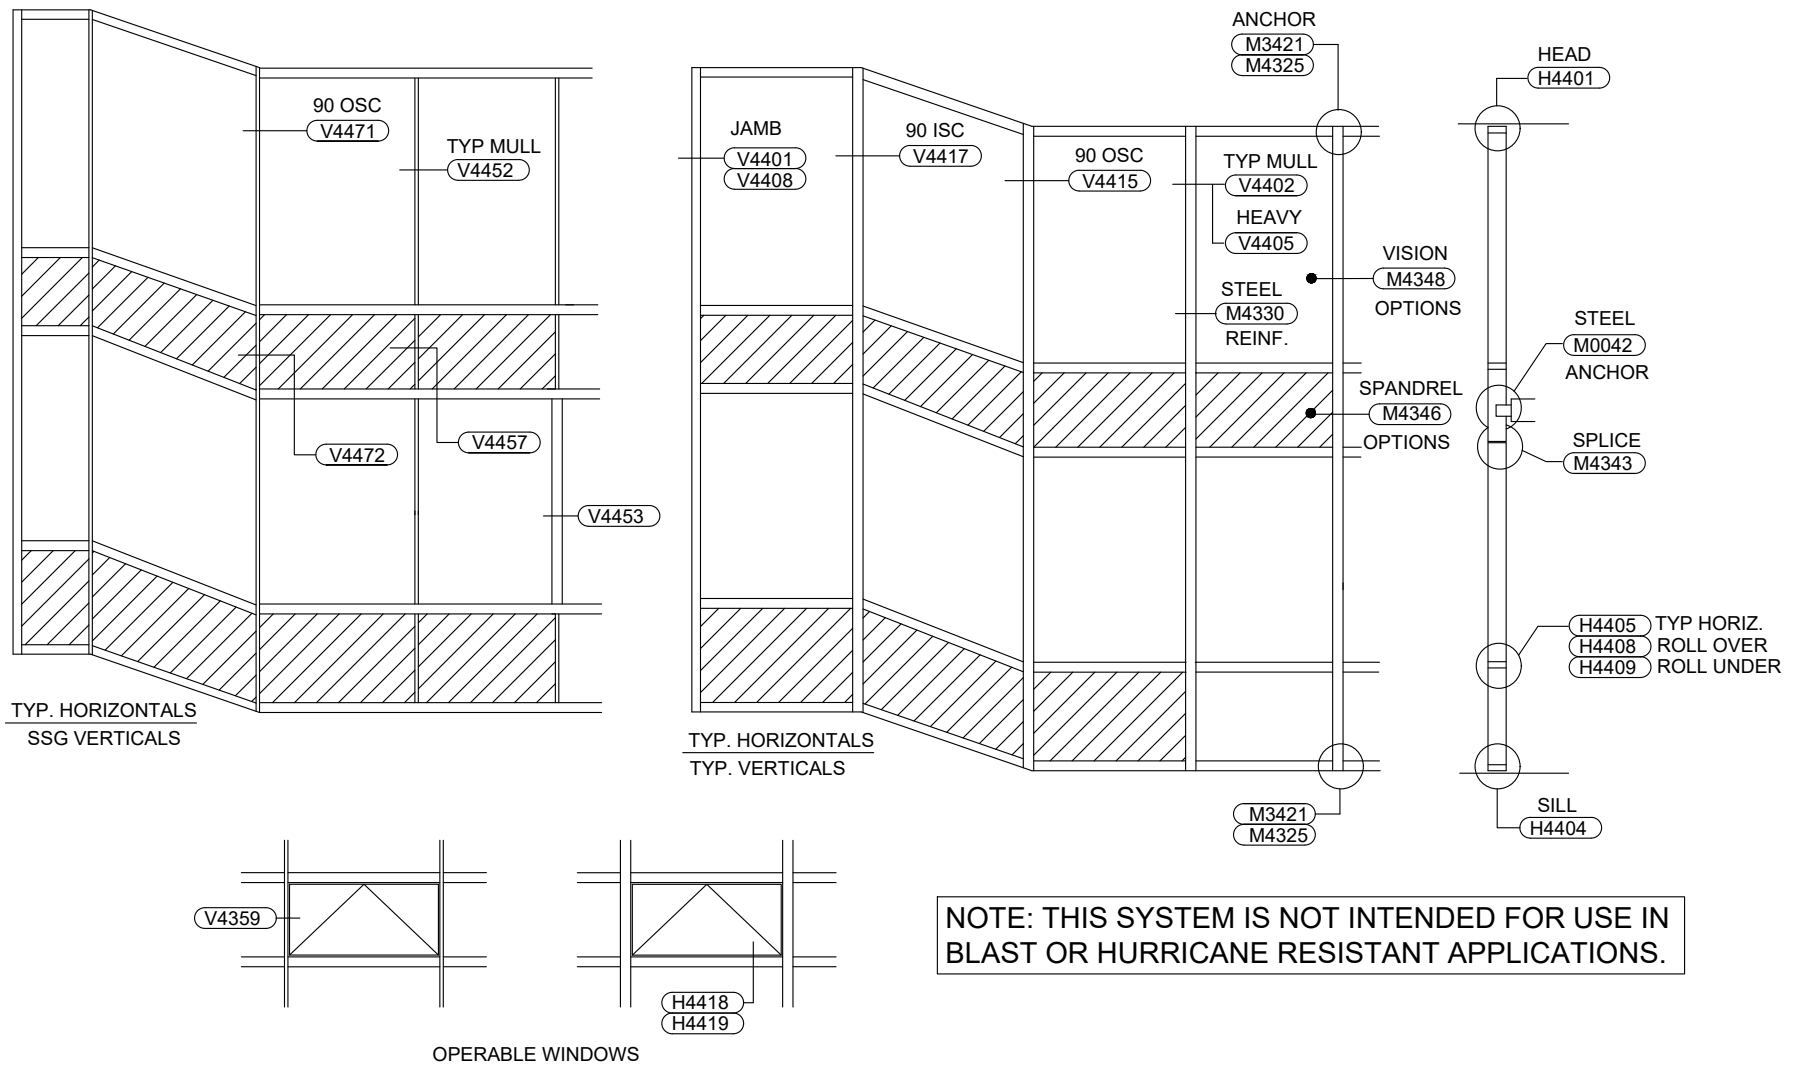 90 OSC
V4471
TYP MULL
V4452
V4472
V4457
V4453
TYP. HORIZONTALS
SSG VERTICALS
JAMB
V4401
V4408
90 ISC
V4417
90 OSC
V4415
TYP MULL
V4402
HEAVY
V4405
STEEL
M4330
REINF.
ANCHOR
M3421
M4325
VISION
M4348
OPTIONS
SPANDREL
M4346
OPTIONS
M3421
M4325
TYP. HORIZONTALS
TYP. VERTICALS
HEAD
H4401
STEEL
M0042
ANCHOR
SPLICE
M4343
H4405 TYP HORIZ.
H4408 ROLL OVER
H4409 ROLL UNDER
SILL
H4404
V4359
H4418
H4419
OPERABLE WINDOWS
NOTE: THIS SYSTEM IS NOT INTENDED FOR USE IN
BLAST OR HURRICANE RESISTANT APPLICATIONS.